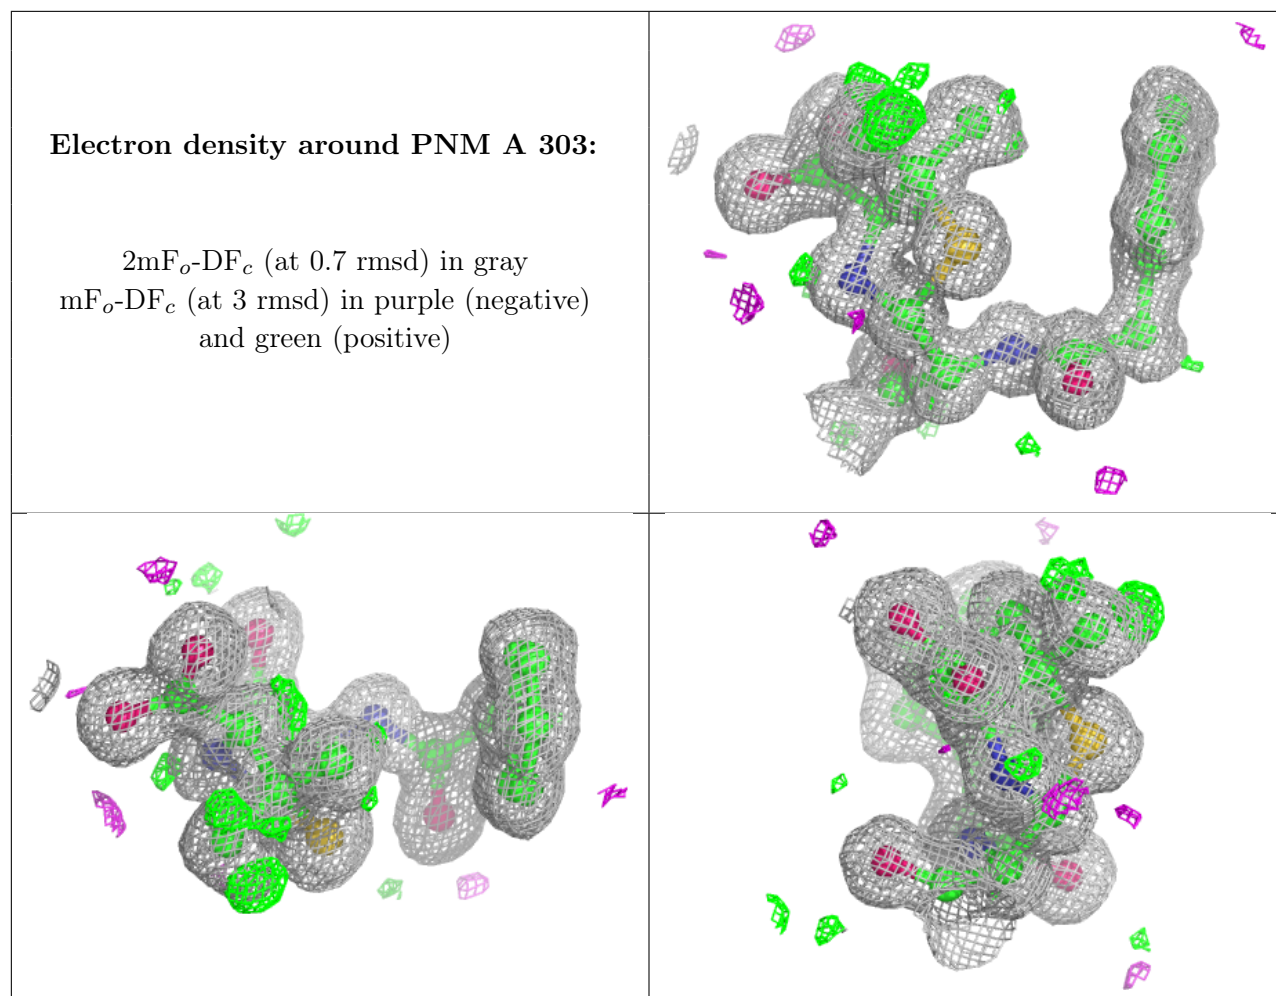 Electron density around PNM A 303:
2mFo-DFc (at 0.7 rmsd) in gray
mFo-DFc (at 3 rmsd) in purple (negative)
and green (positive)